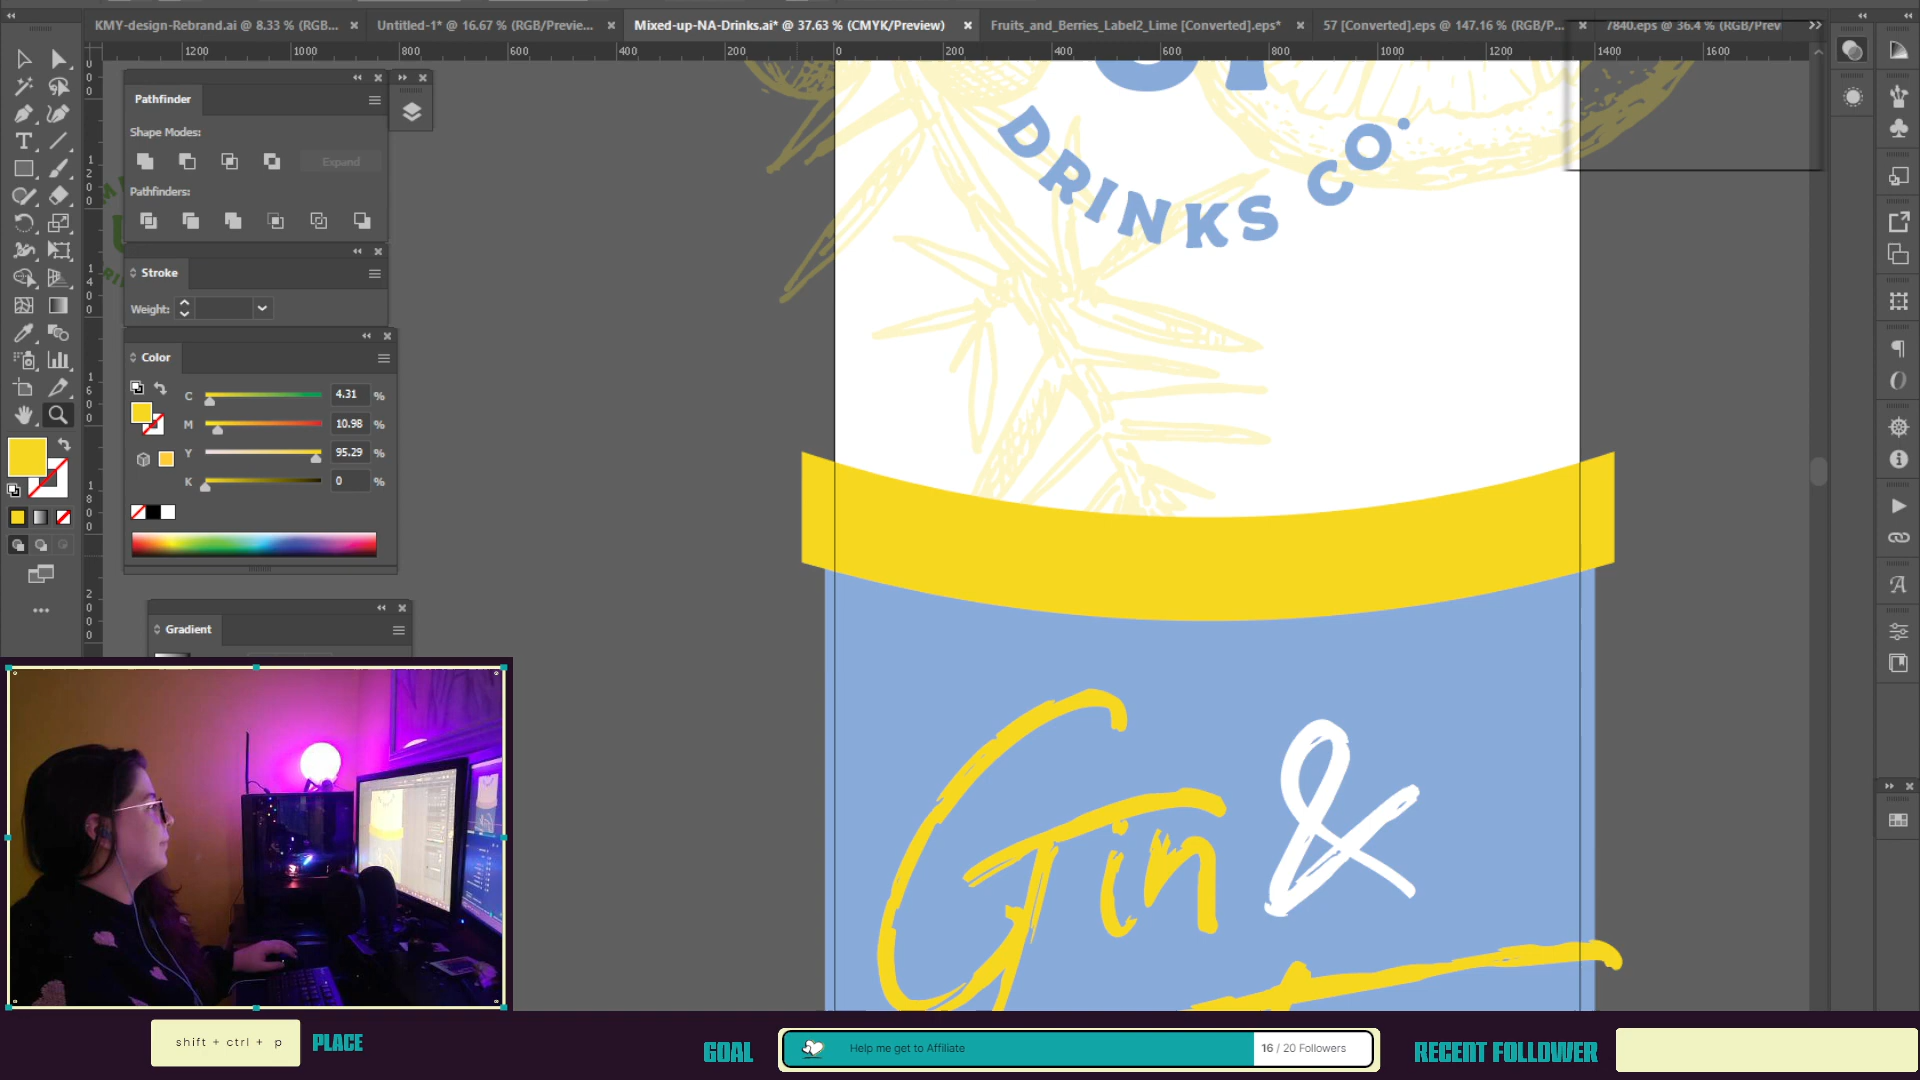 KMY-design-Rebrand.ai @ 8.33 % (RGB...
Untitled-1* @ 16.67 % (RGB/Previe...
Mixed-up-NA-Drinks.ai* @ 37.63 % (CMYK/Preview)
Fruits_and_Berries_Label2_Lime [Converted].eps*
57 [Converted].eps @ 147.16 % (RGB/P...
7840.eps @ 36.4 % (RGB/Prev
1200 1000 800 600 400 200 0 200 400 600 800 1000 1200 1400 1600
Pathfinder
Shape Modes:
Expand
Pathfinders:
Stroke
Weight:
Color
C 4.31 %
M 10.98 %
Y 95.29 %
K 0 %
Gradient
DRINKS CO.
Gin &
shift + ctrl + p
PLACE
GOAL
Help me get to Affiliate
16 / 20 Followers
RECENT FOLLOWER